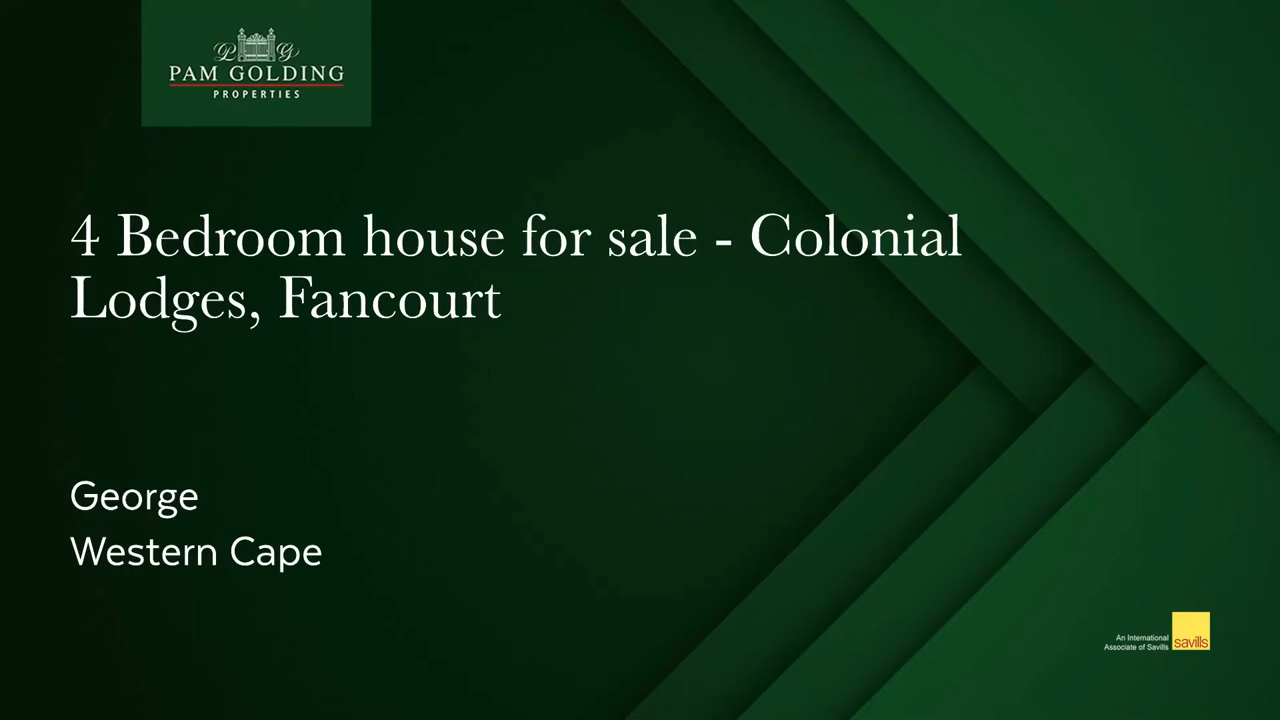 PG
PAM GOLDING
PROPERTIES
4 Bedroom house for sale - Colonial
Lodges, Fancourt
George
Western Cape
An International
Associate of Savills
savills